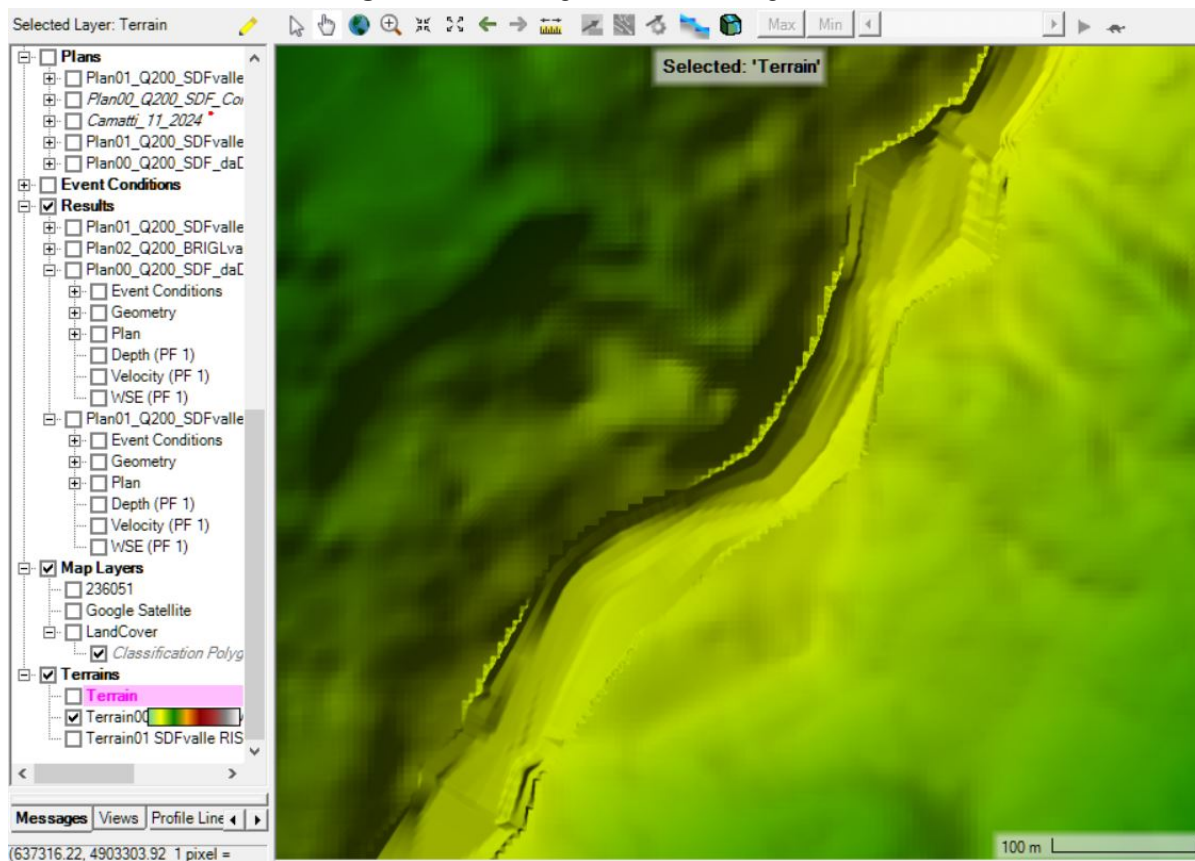 Selected Layer: Terrain
Max Min
Selected: 'Terrain'
Plans
Plan01_Q200_SDFvalle
Plan00_Q200_SDF_Co
Camatti_11_2024
Plan01_Q200_SDFvalle
Plan00_Q200_SDF_da
Event Conditions
Results
Plan01_Q200_SDFvalle
Plan02_Q200_BRIGLva
Plan00_Q200_SDF_da
Event Conditions
Geometry
Plan
Depth (PF 1)
Velocity (PF 1)
WSE (PF 1)
Plan01_Q200_SDFvalle
Event Conditions
Geometry
Plan
Depth (PF 1)
Velocity (PF 1)
WSE (PF 1)
Map Layers
236051
Google Satellite
LandCover
Classification Polyg
Terrains
Terrain
Terrain00
Terrain01 SDFvalle RIS
Messages Views Profile Line
(637316.22, 4903303.92 1 pixel =
100 m